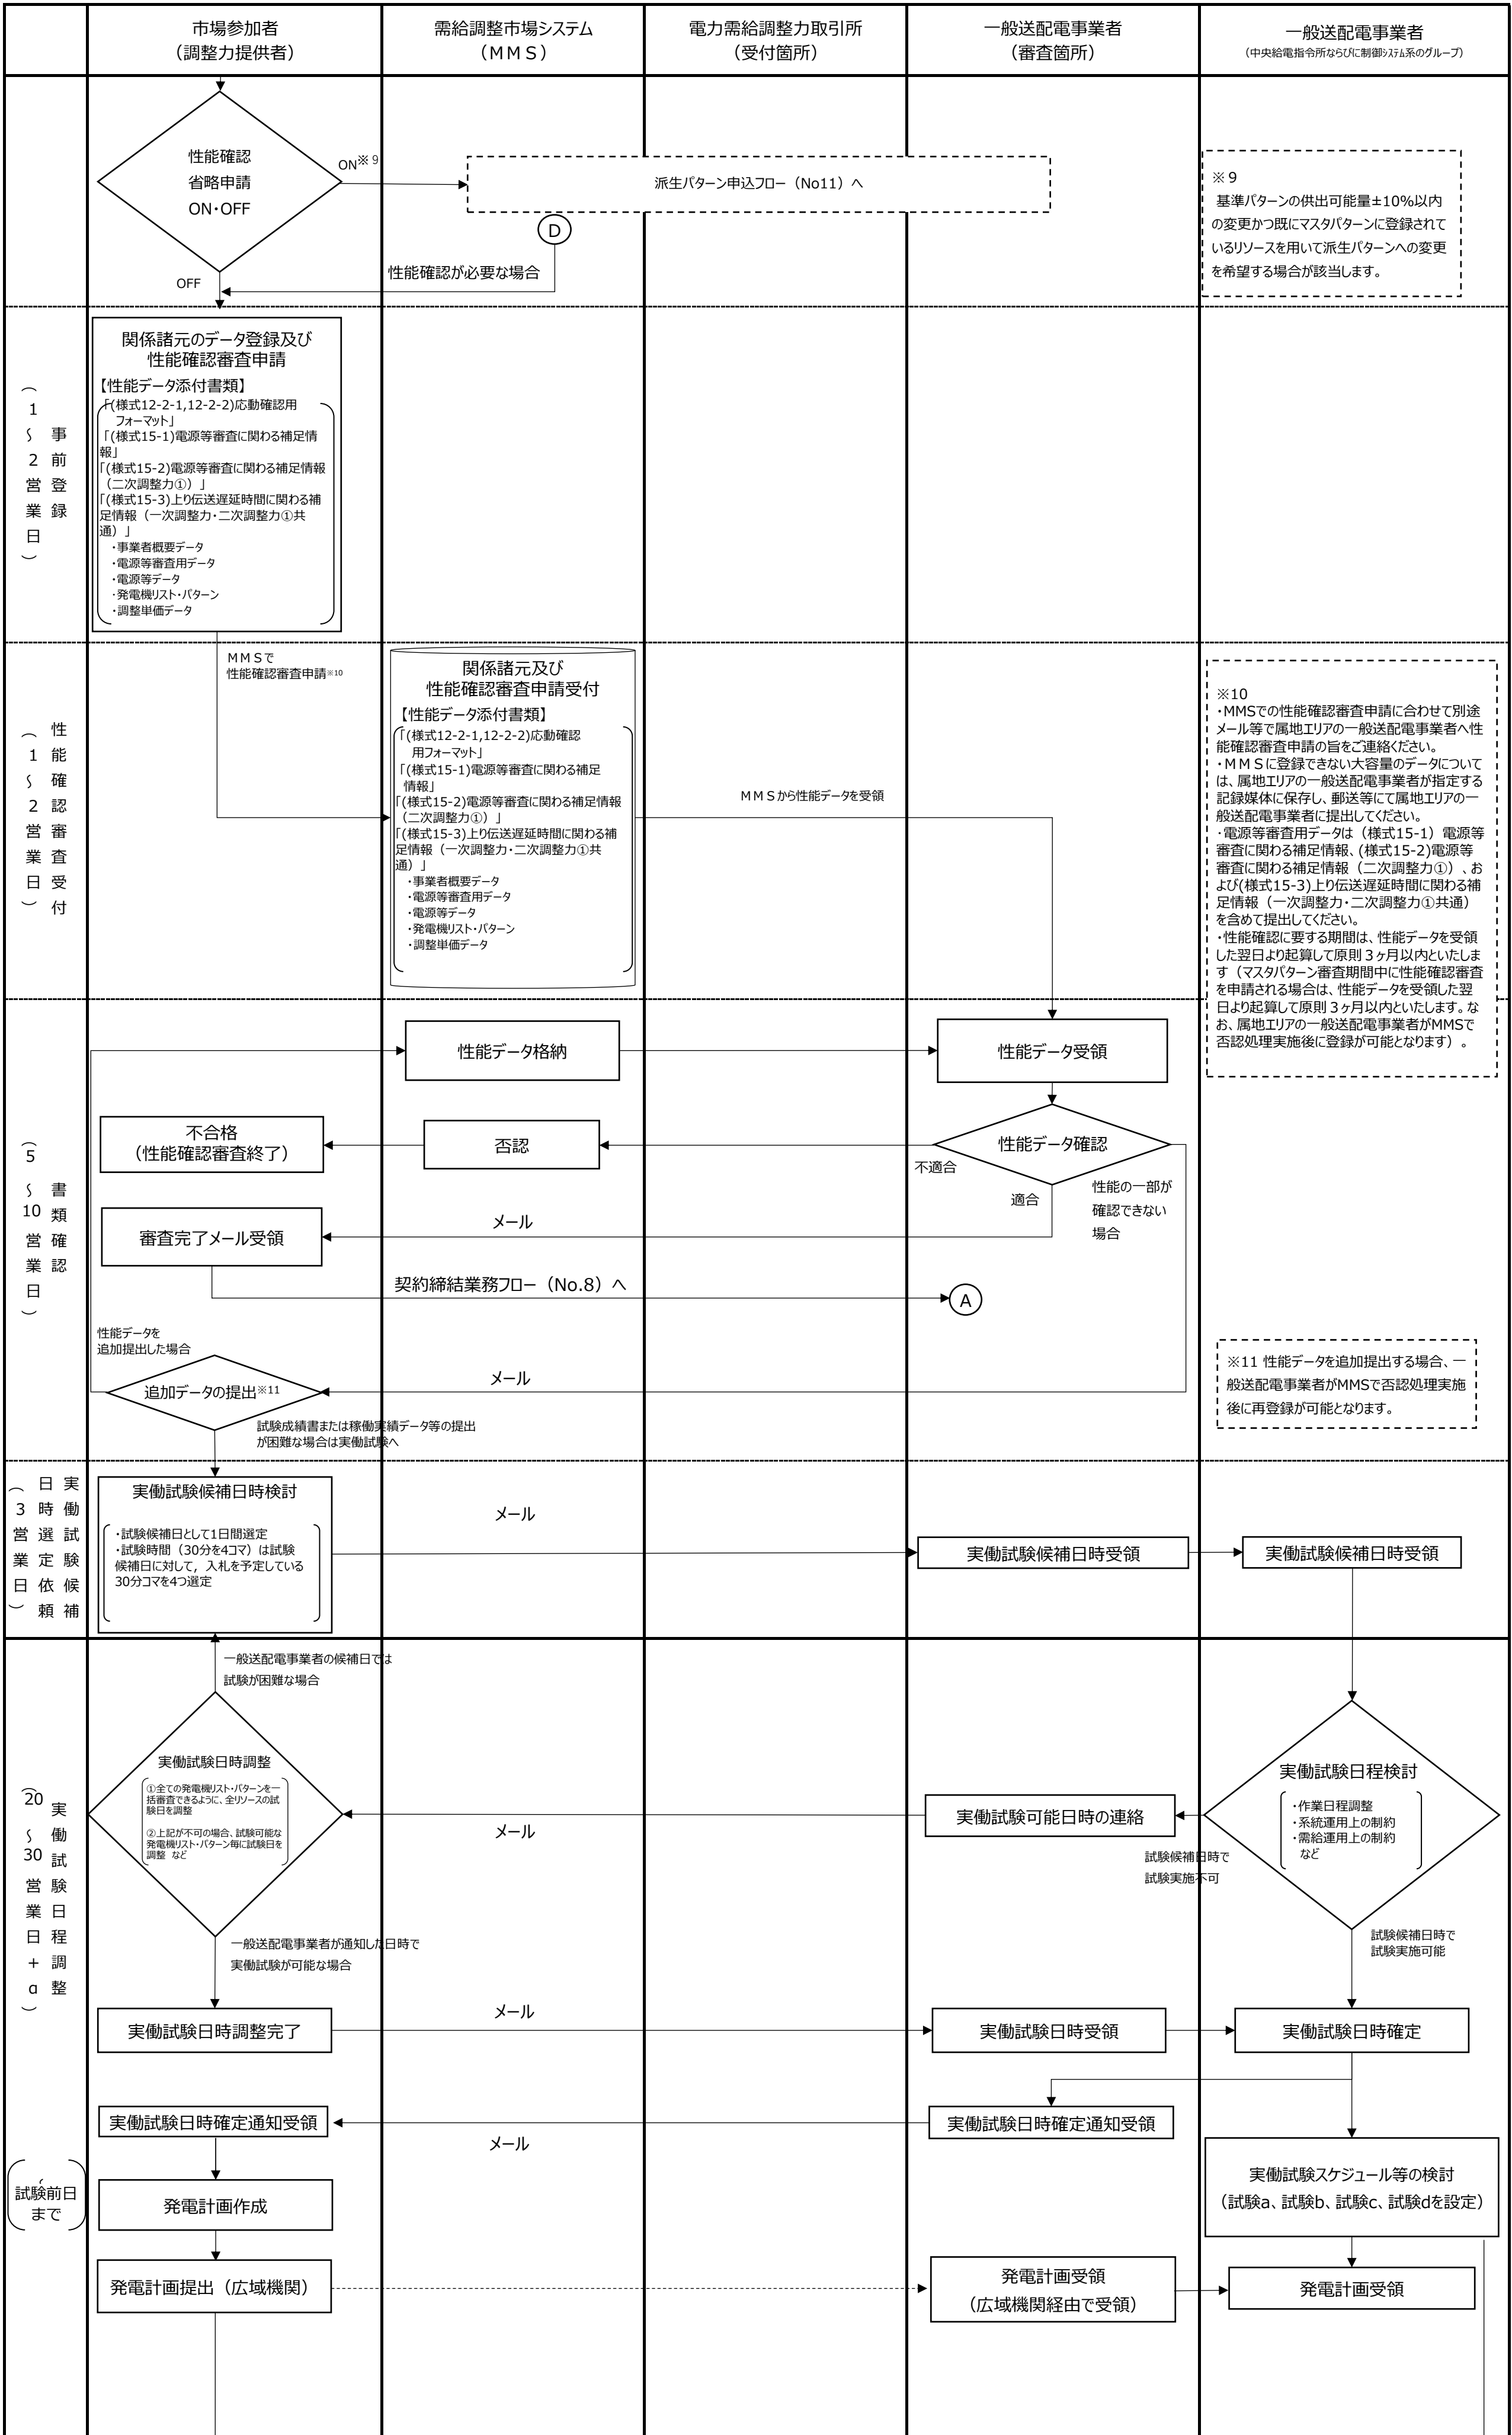 市場参加者
（調整力提供者）
需給調整市場システム
（ＭＭＳ）
電力需給調整力取引所
（受付箇所）
一般送配電事業者
（審査箇所）
一般送配電事業者
（中央給電指令所ならびに制御システム系のグループ）
性能確認
省略申請
ON・OFF
ON※９
派生パターン申込フロー（No11）へ
D
性能確認が必要な場合
OFF
※９
基準パターンの供出可能量±10%以内
の変更かつ既にマスタパターンに登録されて
いるリソースを用いて派生パターンへの変更
を希望する場合が該当します。
事前登録
（１～２営業日）
関係諸元のデータ登録及び
性能確認審査申請
【性能データ添付書類】
「(様式12-2-1,12-2-2)応動確認用
フォーマット」
「(様式15-1)電源等審査に関わる補足情
報」
「(様式15-2)電源等審査に関わる補足情報
（二次調整力①）」
「(様式15-3)上り伝送遅延時間に関わる補
足情報（一次調整力・二次調整力①共
通）」
・事業者概要データ
・電源等審査用データ
・電源等データ
・発電機リスト・パターン
・調整単価データ
性能確認審査受付
（１～２営業日）
ＭＭＳで
性能確認審査申請※10
関係諸元及び
性能確認審査申請受付
【性能データ添付書類】
「(様式12-2-1,12-2-2)応動確認
用フォーマット」
「(様式15-1)電源等審査に関わる補足
情報」
「(様式15-2)電源等審査に関わる補足情報
（二次調整力①）」
「(様式15-3)上り伝送遅延時間に関わる補
足情報（一次調整力・二次調整力①共
通）」
・事業者概要データ
・電源等審査用データ
・電源等データ
・発電機リスト・パターン
・調整単価データ
ＭＭＳから性能データを受領
※10
・MMSでの性能確認審査申請に合わせて別途
メール等で属地エリアの一般送配電事業者へ性
能確認審査申請の旨をご連絡ください。
・ＭＭＳに登録できない大容量のデータについて
は、属地エリアの一般送配電事業者が指定する
記録媒体に保存し、郵送等にて属地エリアの一
般送配電事業者に提出してください。
・電源等審査用データは（様式15-1）電源等
審査に関わる補足情報、(様式15-2)電源等
審査に関わる補足情報（二次調整力①）、お
よび(様式15-3)上り伝送遅延時間に関わる補
足情報（一次調整力・二次調整力①共通）
を含めて提出してください。
・性能確認に要する期間は、性能データを受領
した翌日より起算して原則３ヶ月以内といたしま
す（マスタパターン審査期間中に性能確認審査
を申請される場合は、性能データを受領した翌
日より起算して原則３ヶ月以内といたします。な
お、属地エリアの一般送配電事業者がMMSで
否認処理実施後に登録が可能となります）。
書類確認
（5～10営業日）
性能データ格納
性能データ受領
不合格
（性能確認審査終了）
否認
性能データ確認
不適合
適合
性能の一部が
確認できない
場合
審査完了メール受領
メール
契約締結業務フロー（No.8）へ
A
性能データを
追加提出した場合
追加データの提出※11
メール
試験成績書または稼働実績データ等の提出
が困難な場合は実働試験へ
※11 性能データを追加提出する場合、一
般送配電事業者がMMSで否認処理実施
後に再登録が可能となります。
実働試験候補
日時選定依頼
（３営業日）
実働試験候補日時検討
・試験候補日として1日間選定
・試験時間（30分を4コマ）は試験
候補日に対して，入札を予定している
30分コマを4つ選定
メール
実働試験候補日時受領
実働試験候補日時受領
実働試験日程調整
（20～30営業日＋α）
一般送配電事業者の候補日では
試験が困難な場合
実働試験日時調整
①全ての発電機リスト・パターンを一
括審査できるように、全リソースの試
験日を調整
②上記が不可の場合、試験可能な
発電機リスト・パターン毎に試験日を
調整 など
メール
実働試験可能日時の連絡
試験候補日時で
試験実施不可
実働試験日程検討
・作業日程調整
・系統運用上の制約
・需給運用上の制約
など
試験候補日時で
試験実施可能
一般送配電事業者が通知した日時で
実働試験が可能な場合
実働試験日時調整完了
メール
実働試験日時受領
実働試験日時確定
実働試験日時確定通知受領
メール
実働試験日時確定通知受領
～
試験前日
まで
発電計画作成
実働試験スケジュール等の検討
（試験a、試験b、試験c、試験dを設定）
発電計画提出（広域機関）
発電計画受領
（広域機関経由で受領）
発電計画受領